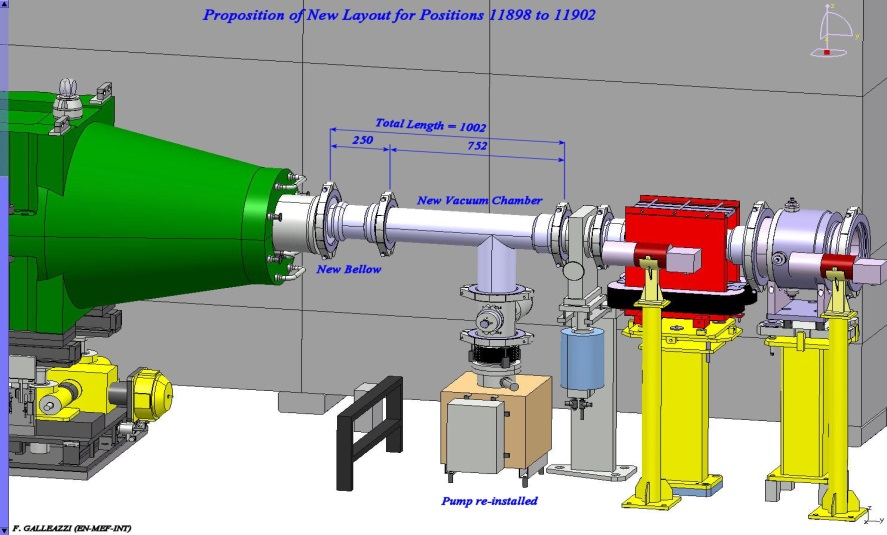 Proposition of New Layout for Positions 11898 to 11902
Total Length = 1002
250
752
New Vacuum Chamber
New Bellow
Pump re-installed
F. GALLEAZZI (EN-MEF-INT)